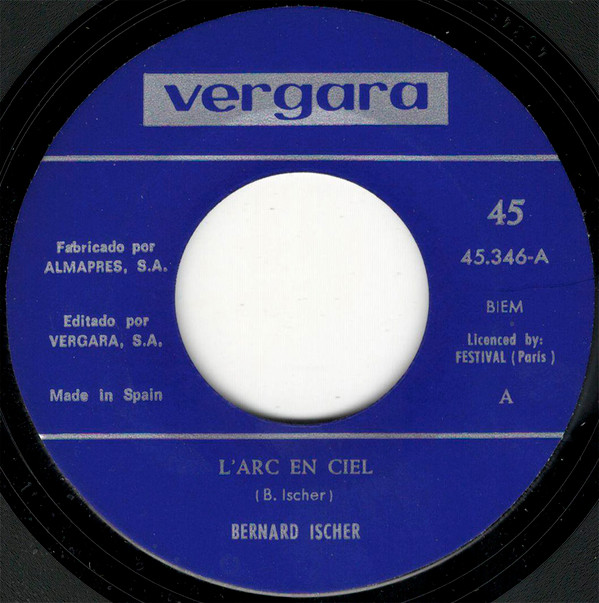 vergara
45
45.346-A
Fabricado por
ALMAPRES, S.A.
Editado por
VERGARA, S.A.
Made in Spain
BIEM
Licenced by:
FESTIVAL (Paris)
A
L'ARC EN CIEL
(B. Ischer)
BERNARD ISCHER